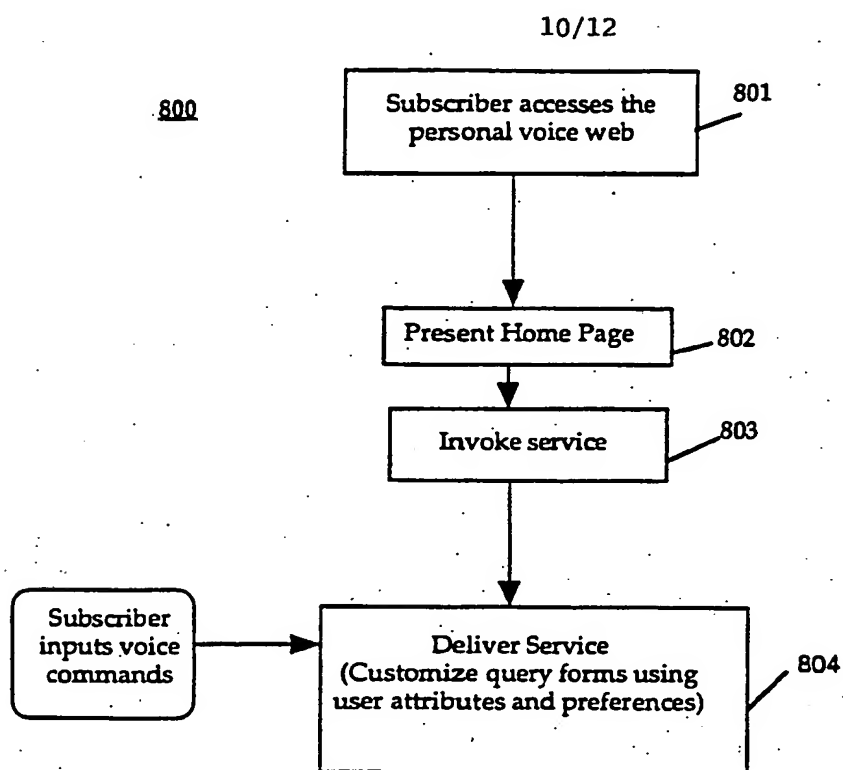 10/12
800
Subscriber accesses the
personal voice web
801
Present Home Page
802
Invoke service
803
Subscriber
inputs voice
commands
Deliver Service
(Customize query forms using
user attributes and preferences)
804